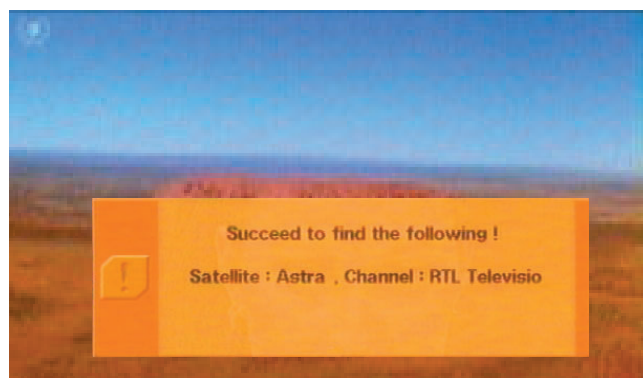 Succeed to find the following !
Satellite : Astra , Channel : RTL Televisio